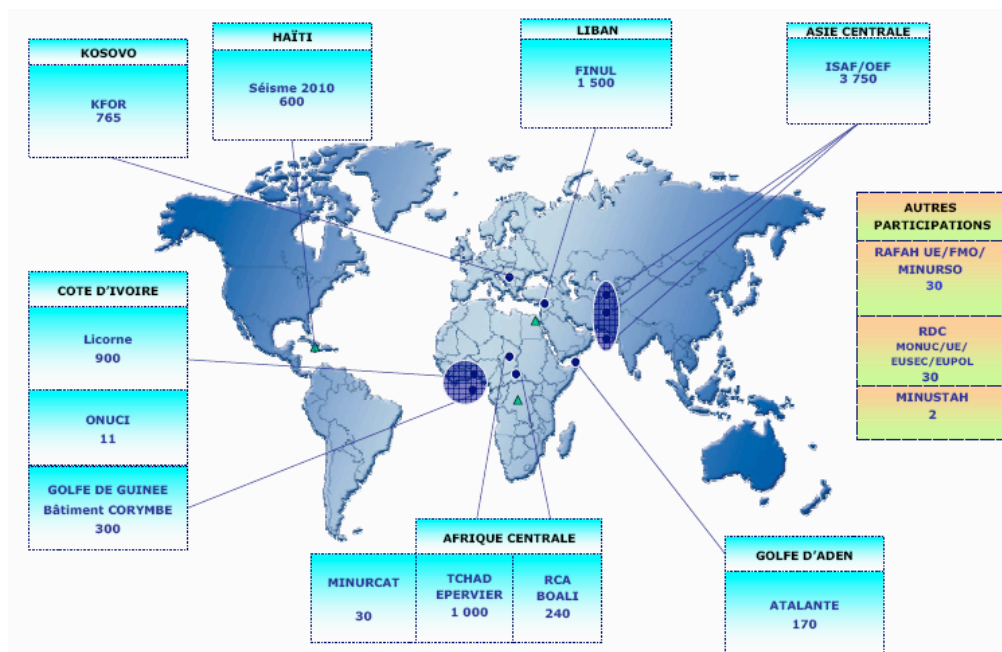 KOSOVO
KFOR
765
HAÏTI
Séisme 2010
600
LIBAN
FINUL
1 500
ASIE CENTRALE
ISAF/OEF
3 750
AUTRES
PARTICIPATIONS
RAFAH UE/FMO/
MINURSO
30
RDC
MONUC/UE/
EUSEC/EUPOL
30
MINUSTAH
2
COTE D'IVOIRE
Licorne
900
ONUCI
11
GOLFE DE GUINEE
Bâtiment CORYMBE
300
AFRIQUE CENTRALE
MINURCAT
30
TCHAD
EPERVIER
1 000
RCA
BOALI
240
GOLFE D'ADEN
ATALANTE
170